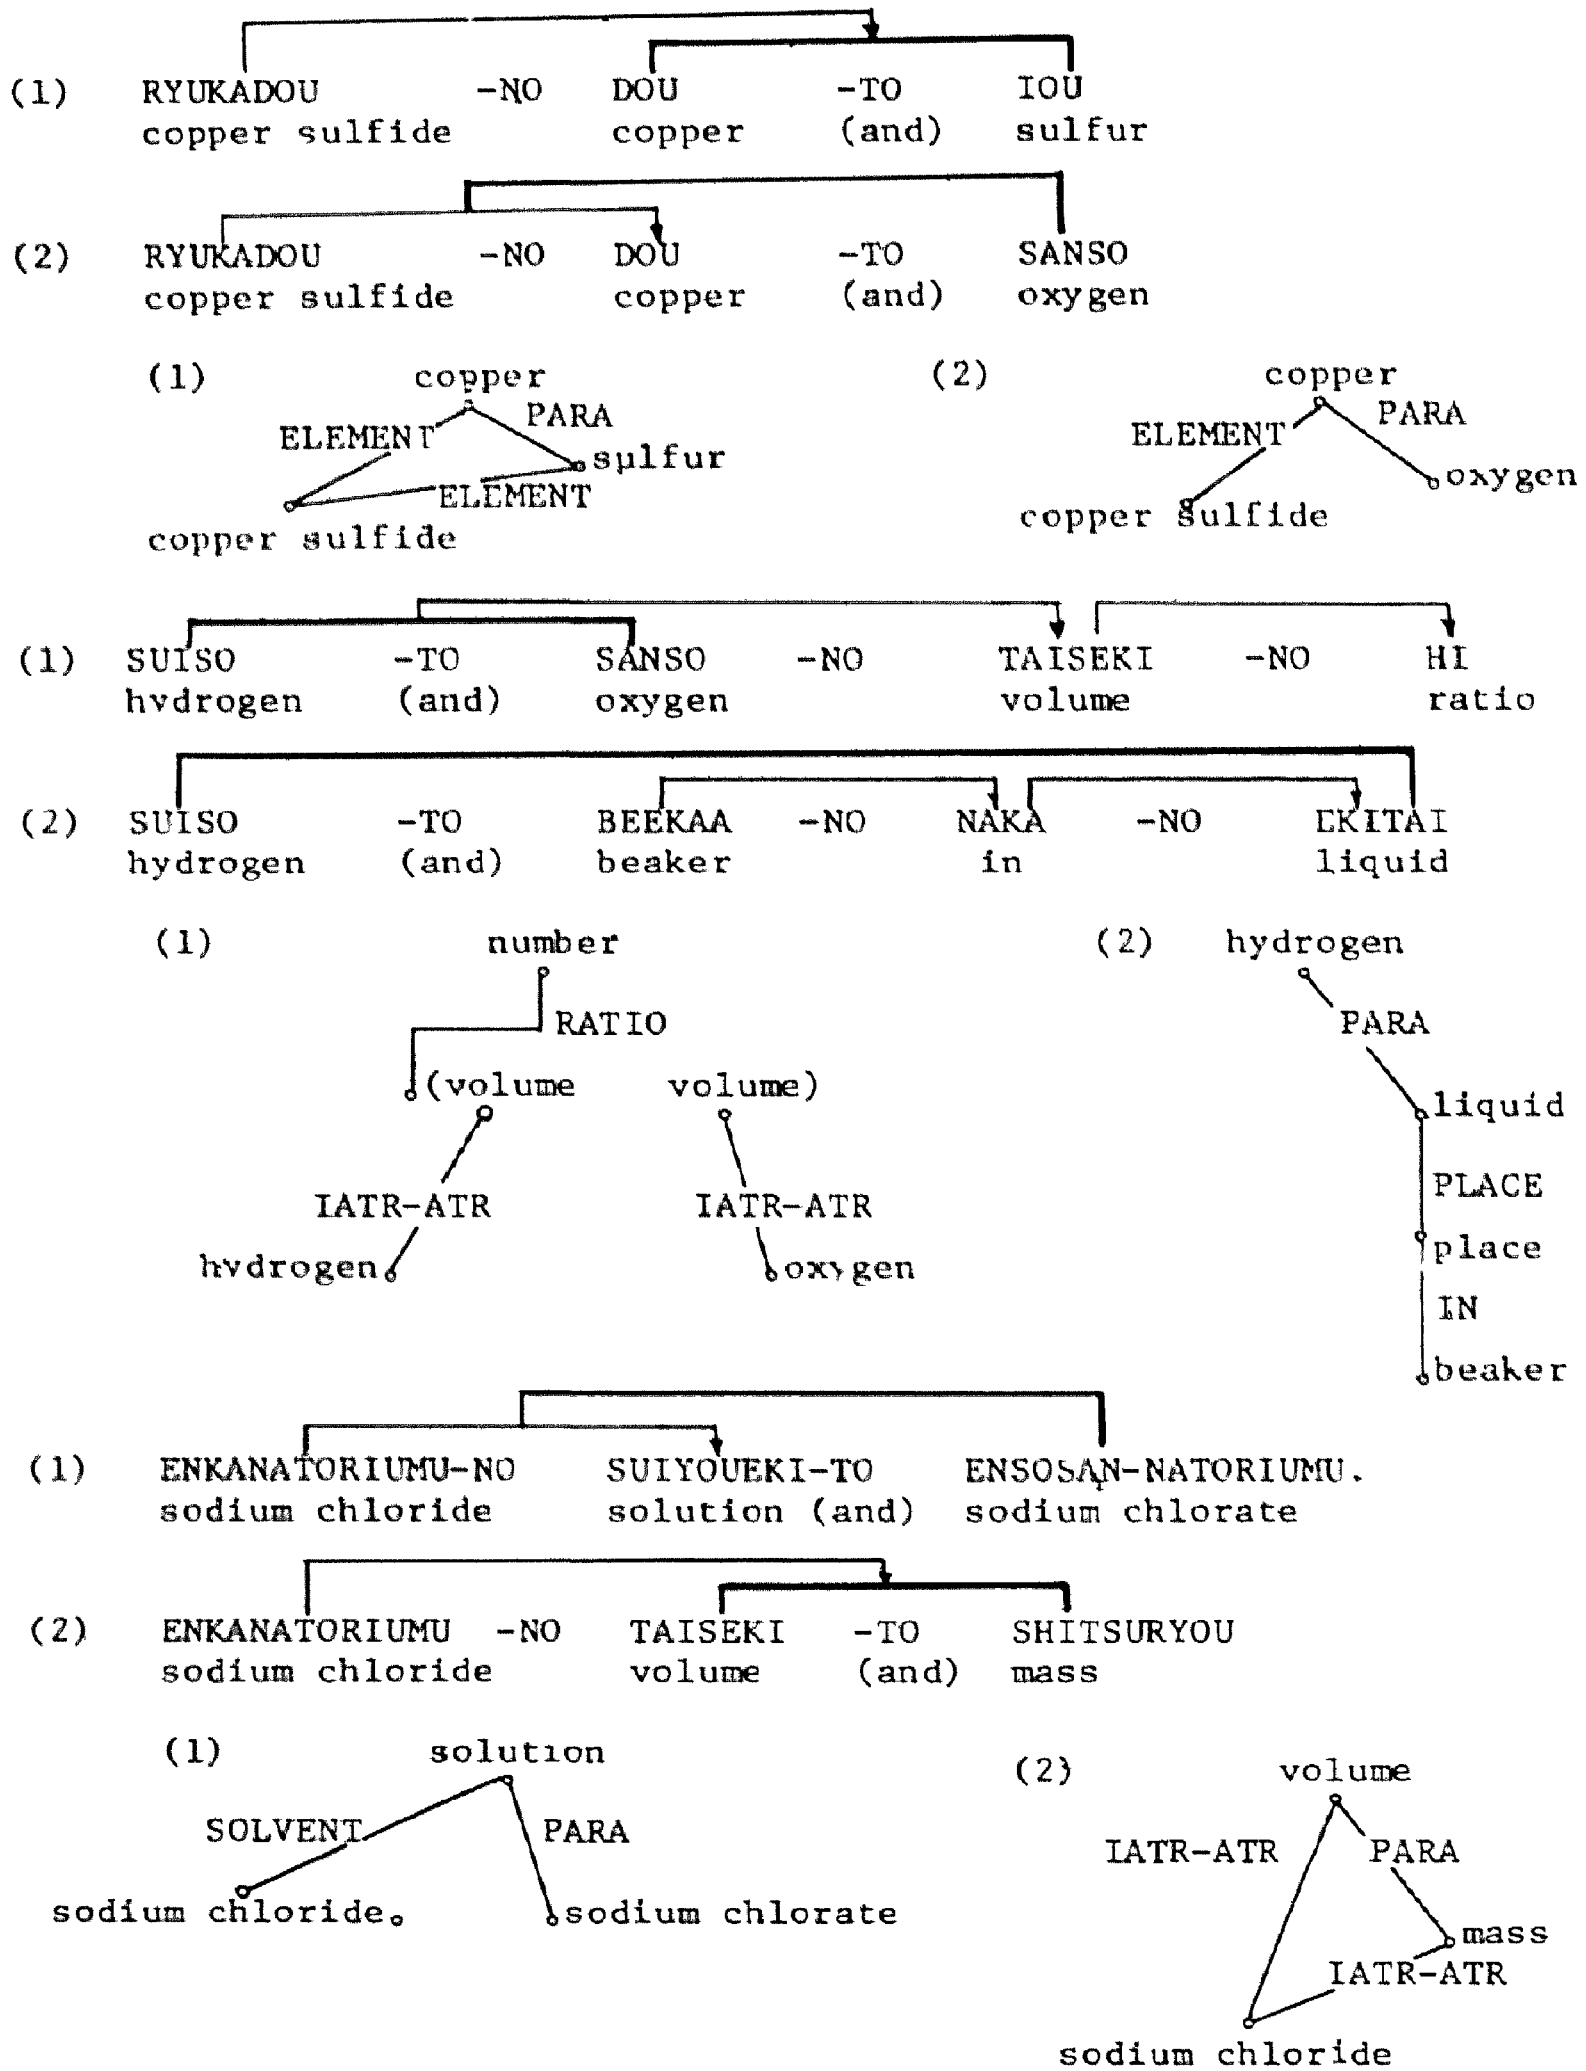 (1) RYUKADOU -NO DOU -TO IOU
copper sulfide copper (and) sulfur
(2) RYUKADOU -NO DOU -TO SANSO
copper sulfide copper (and) oxygen
(1) copper (2) copper
PARA PARA
ELEMENT ELEMENT
sulfur
oxygen
ELEMENT
copper sulfide
copper sulfide
(1) SUISO -TO SANSO -NO TAISEKI -NO HI
hydrogen (and) oxygen volume ratio
(2) SUISO -TO BEEKAA -NO NAKA -NO EKITAI
hydrogen (and) beaker in liquid
(1) number (2) hydrogen
RATIO PARA
(volume volume)
liquid
PLACE
IATR-ATR IATR-ATR
place
hydrogen oxygen
IN
beaker
(1) ENKANATORIUMU-NO SUIYOUEKI-TO ENSOSAN-NATORIUMU.
sodium chloride solution (and) sodium chlorate
(2) ENKANATORIUMU -NO TAISEKI -TO SHITSURYOU
sodium chloride volume (and) mass
(1) solution
(2) volume
SOLVENT PARA
IATR-ATR PARA
sodium chloride sodium chlorate
mass
IATR-ATR
sodium chloride